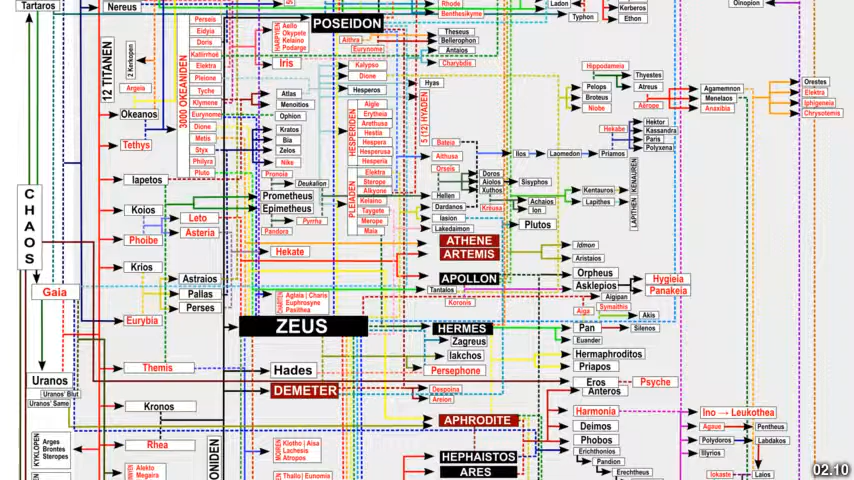 Tartaros
Nereus
Rhode
Benthesikyme
Ladon
Typhon
Kerberos
Ethon
Oinopion
POSEIDON
12 TITANEN
2 Kerkopen
Argeia
Okeanos
Tethys
Iapetos
Koios
Phoibe
Krios
Eurybia
Themis
Kronos
Rhea
3000 OKEANIDEN
Perseis
Eidyia
Doris
Kalirrhoë
Elektra
Pleione
Tyche
Klymene
Eurynome
Dione
Metis
Styx
Philyra
Pluto
Leto
Asteria
Astraios
Pallas
Perses
HARPYIEN
Aello
Okypete
Kelaino
Podarge
Iris
Atlas
Menoitios
Ophion
Kratos
Bia
Zelos
Nike
Pronoia
Deukalion
Prometheus
Epimetheus
Pyrrha
Pandora
Hekate
Aglaia | Charis
Euphrosyne
Pasithea
ZEUS
Hades
DEMETER
MOIREN
Klotho | Aisa
Lachesis
Atropos
Thallo | Eunomia
Aithra
Eurynome
Kalypso
Dione
Hesperos
HESPERIDEN
Aigle
Erytheia
Arethusa
Hestia
Hespera
Hesperusa
Hesperia
PLEIADEN
Elektra
Sterope
Alkyone
Kelaino
Taygete
Merope
Maia
Theseus
Bellerophon
Antaios
Charybdis
Hyas
5 (12) HYADEN
Bateia
Aithusa
Oreeis
Hellen
Dardanos
Iasion
Lakedaimon
Doros
Aiolos
Xuthos
Kreusa
Sisyphos
Achaios
Ion
Plutos
Ilos
Laomedon
Priamos
Hekabe
Hektor
Kassandra
Paris
Polyxena
Kentauros
Lapithes
LAPITHEN
KENAUREN
Hippodameia
Pelops
Broteus
Niobe
Thyestes
Atreus
Aërope
Agamemnon
Menelaos
Anaxibia
Orestes
Elektra
Iphigeneia
Chrysotemis
ATHENE
ARTEMIS
APOLLON
Tantalos
Koronis
HERMES
Zagreus
Iakchos
Persephone
Despoina
Areion
APHRODITE
HEPHAISTOS
ARES
Idmon
Aristaios
Orpheus
Asklepios
Hygieia
Panakeia
Aigipan
Aiga
Symaithis
Akis
Pan
Silenos
Euander
Hermaphroditos
Priapos
Eros
Anteros
Psyche
Harmonia
Deimos
Phobos
Erichthonios
Pandion
Erechtheus
Ino → Leukothea
Agaue
Pentheus
Polydoros
Labdakos
Illyrios
Iokaste
Laios
CHAOS
Gaia
Uranos
Uranos' Blut
Uranos' Same
KYKLOPEN
Arges
Brontes
Steropes
Alekto
Megaira
02.10